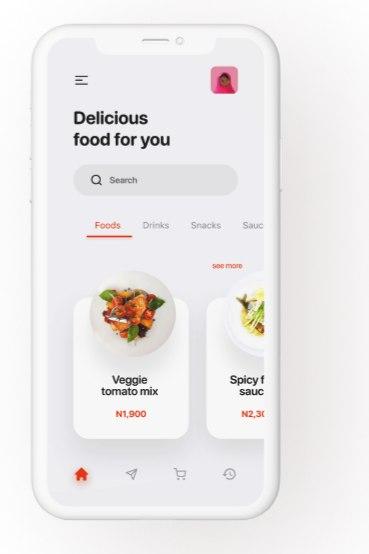 Delicious
food for you
Search
Foods Drinks Snacks Sauc
see more
Veggie
tomato mix
N1,900
Spicy f
sauc
N2,30